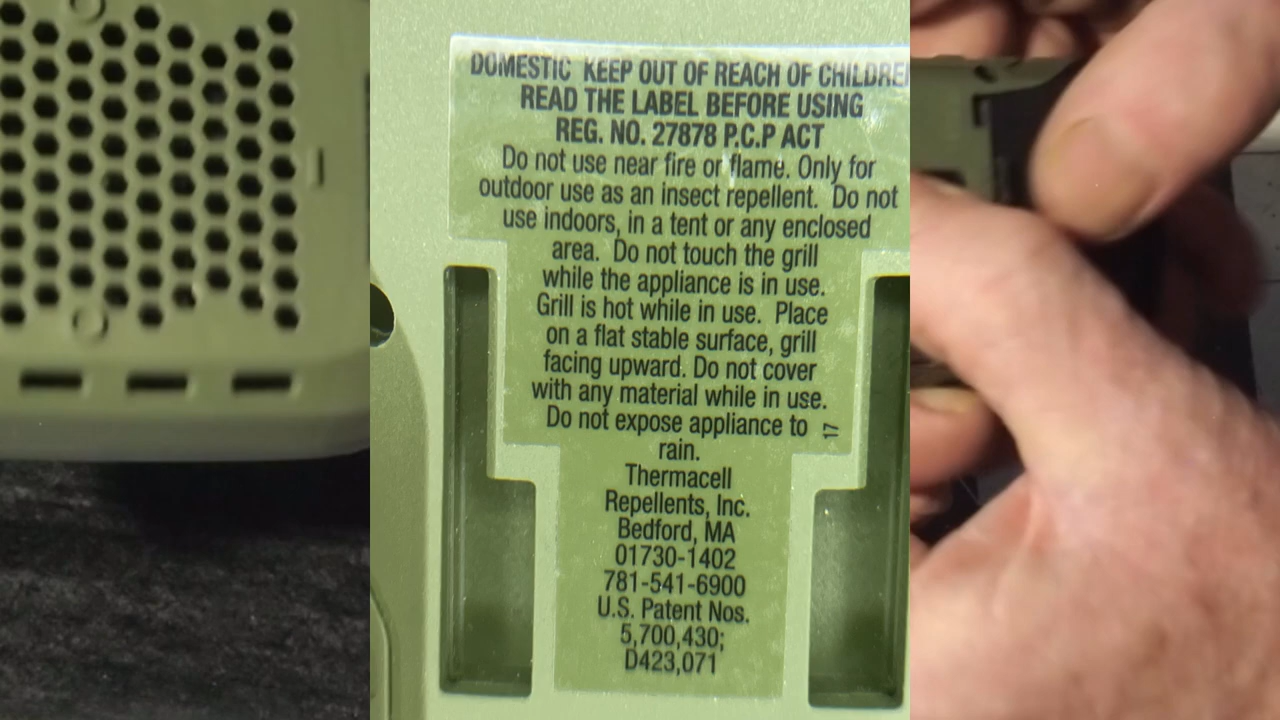 DOMESTIC KEEP OUT OF REACH OF CHILDRE
READ THE LABEL BEFORE USING
REG. NO. 27878 P.C.P ACT
Do not use near fire or flame. Only for
outdoor use as an insect repellent. Do not
use indoors, in a tent or any enclosed
area. Do not touch the grill
while the appliance is in use.
Grill is hot while in use. Place
on a flat stable surface, grill
facing upward. Do not cover
with any material while in use.
Do not expose appliance to
rain.
17
Thermacell
Repellents, Inc.
Bedford, MA
01730-1402
781-541-6900
U.S. Patent Nos.
5,700,430;
D423,071